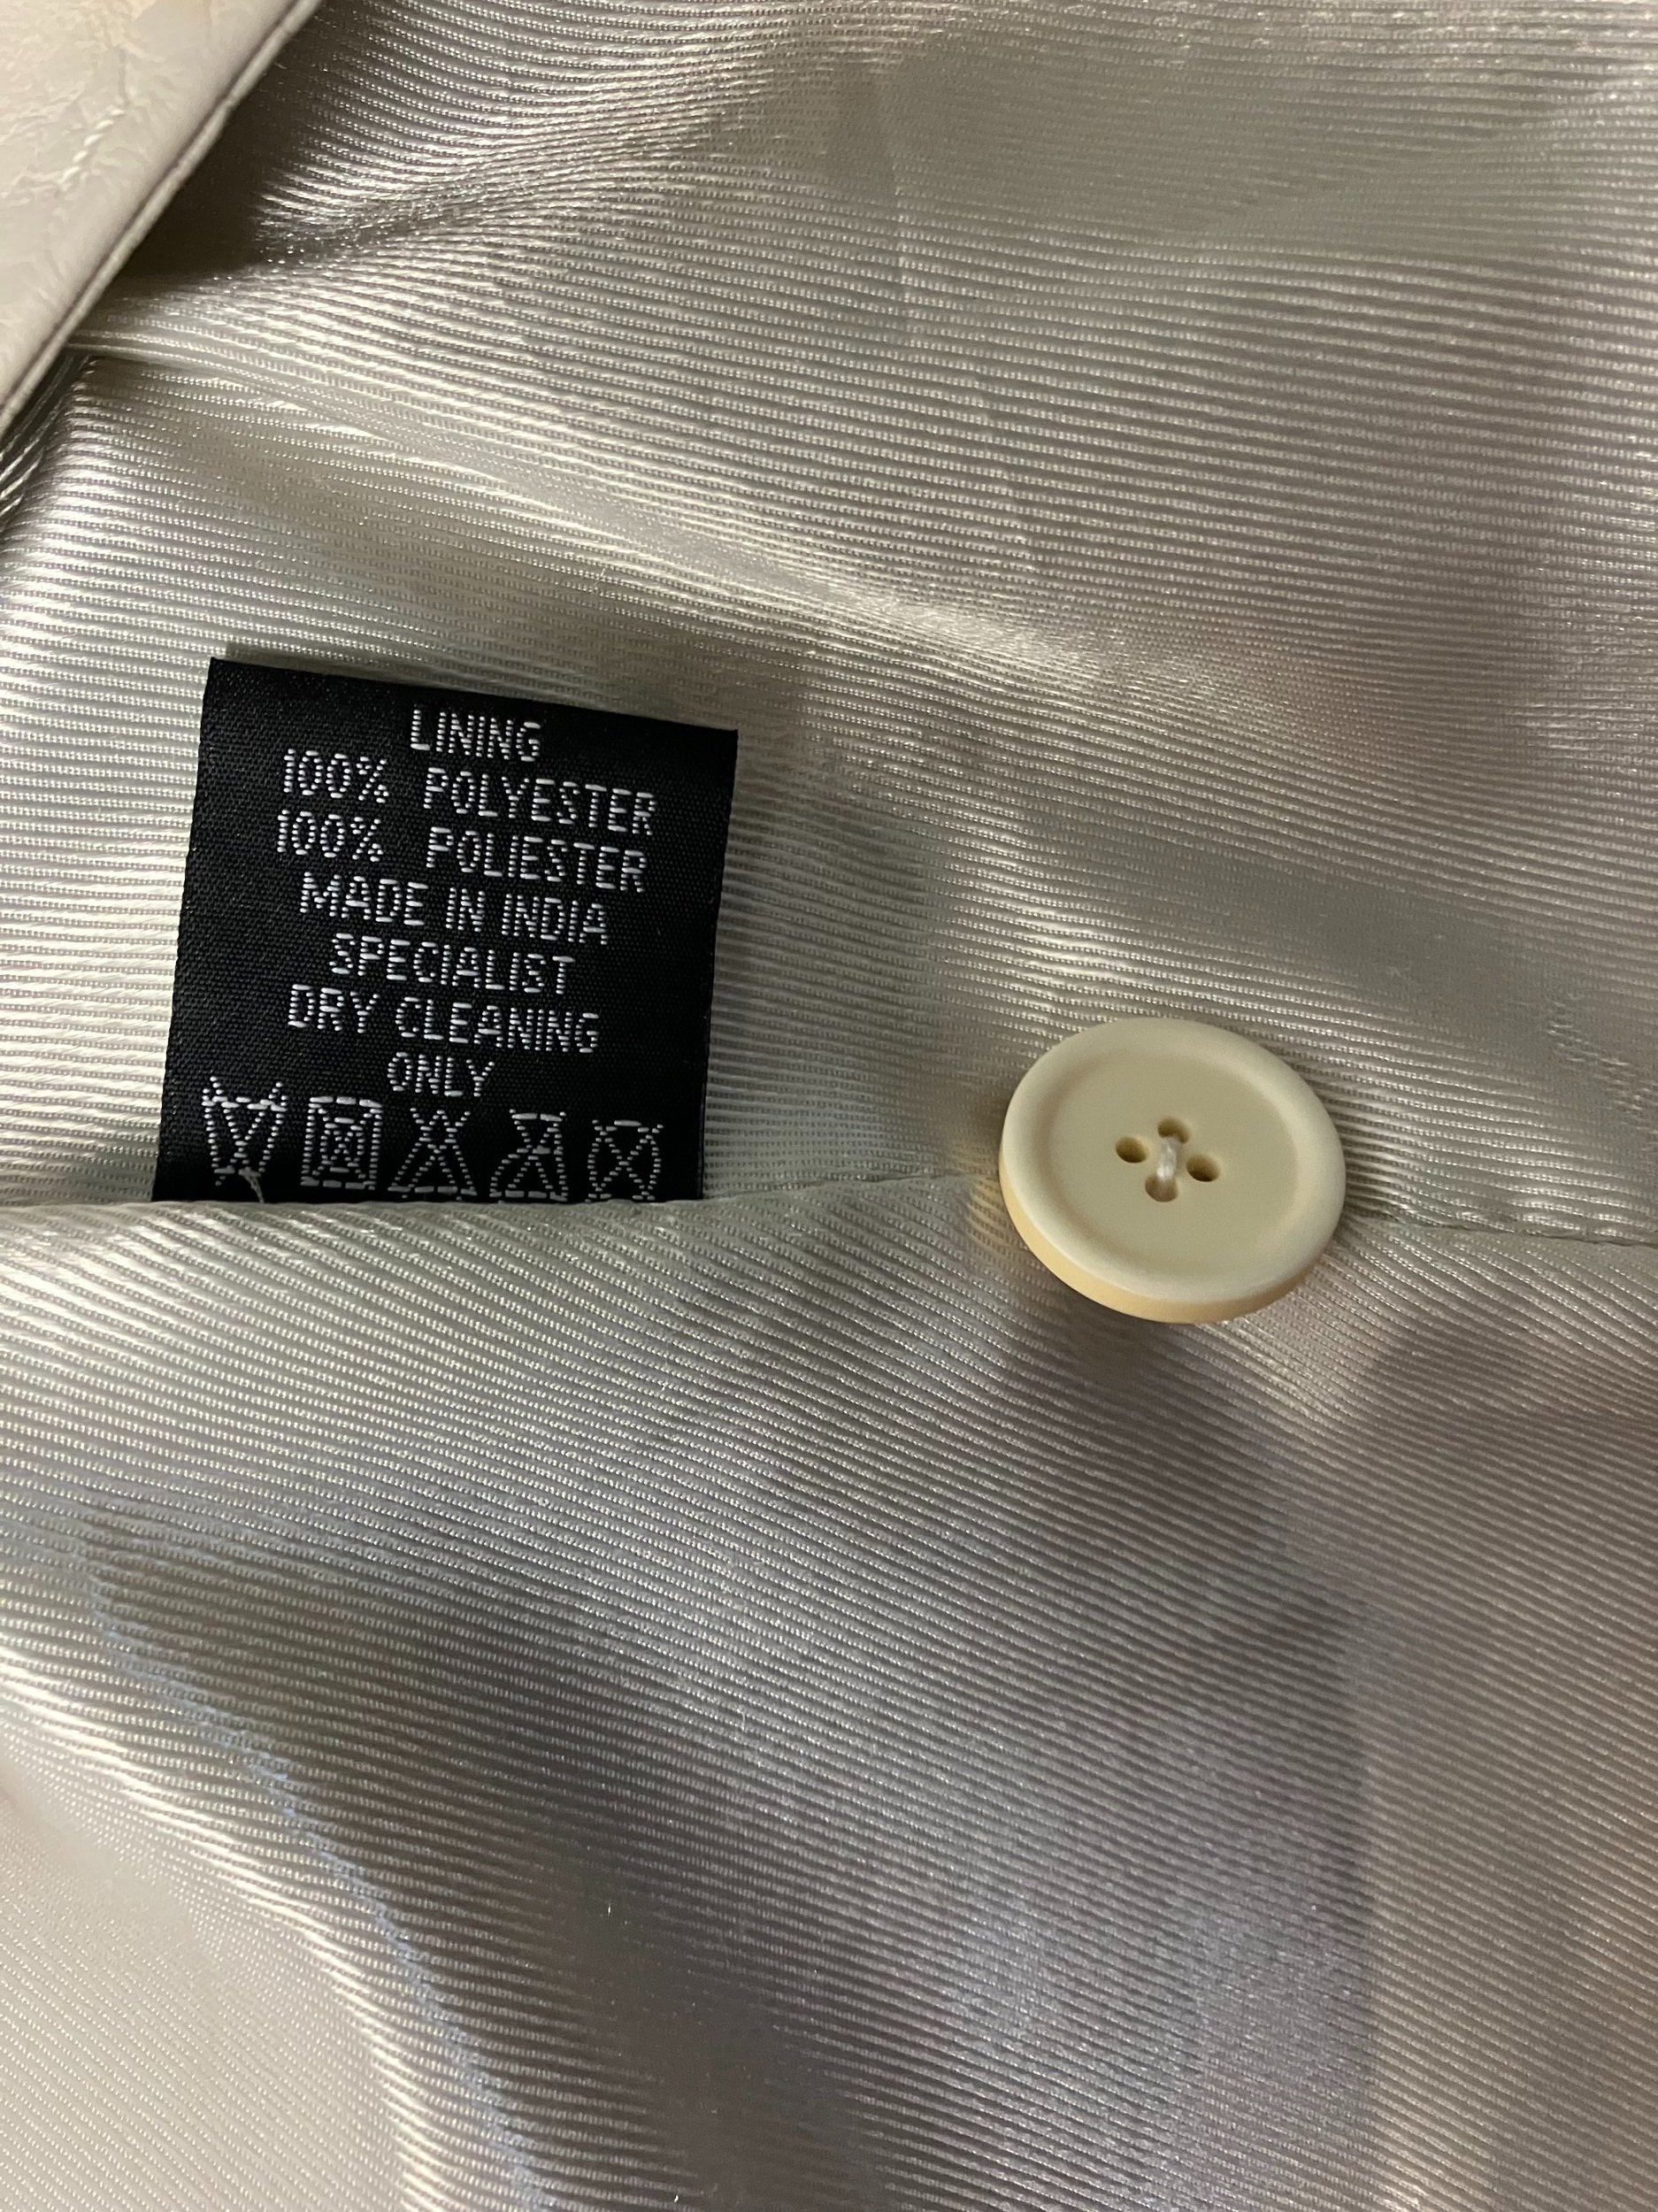 LINING
100% POLYESTER
100% POLIESTER
MADE IN INDIA
SPECIALIST
DRY CLEANING
ONLY